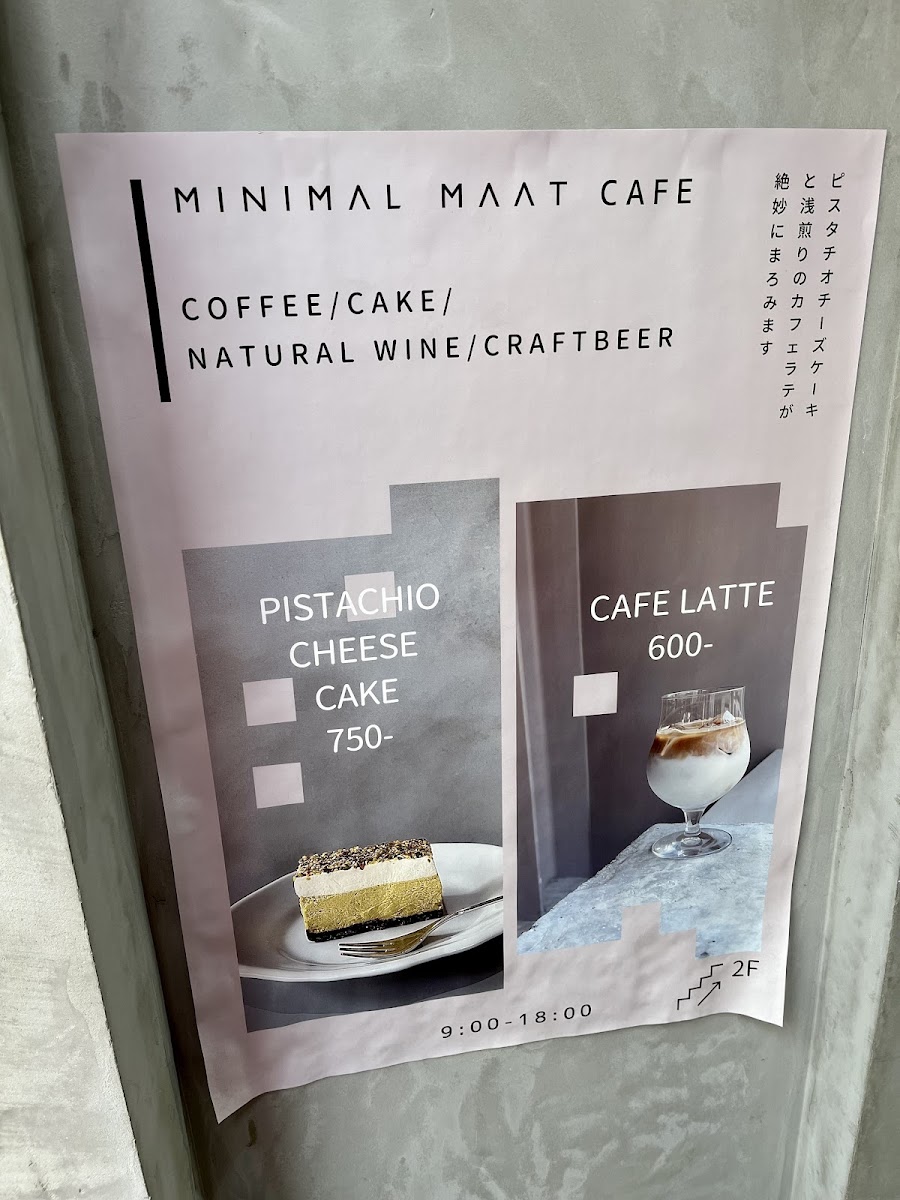 MINIMAL MAAT CAFE
COFFEE/CAKE/
NATURAL WINE/CRAFTBEER
ピスタチオチーズケーキ
と浅煎りのカフェラテが
絶妙にまろみます
PISTACHIO
CHEESE
CAKE
750-
CAFE LATTE
600-
2F
9:00-18:00